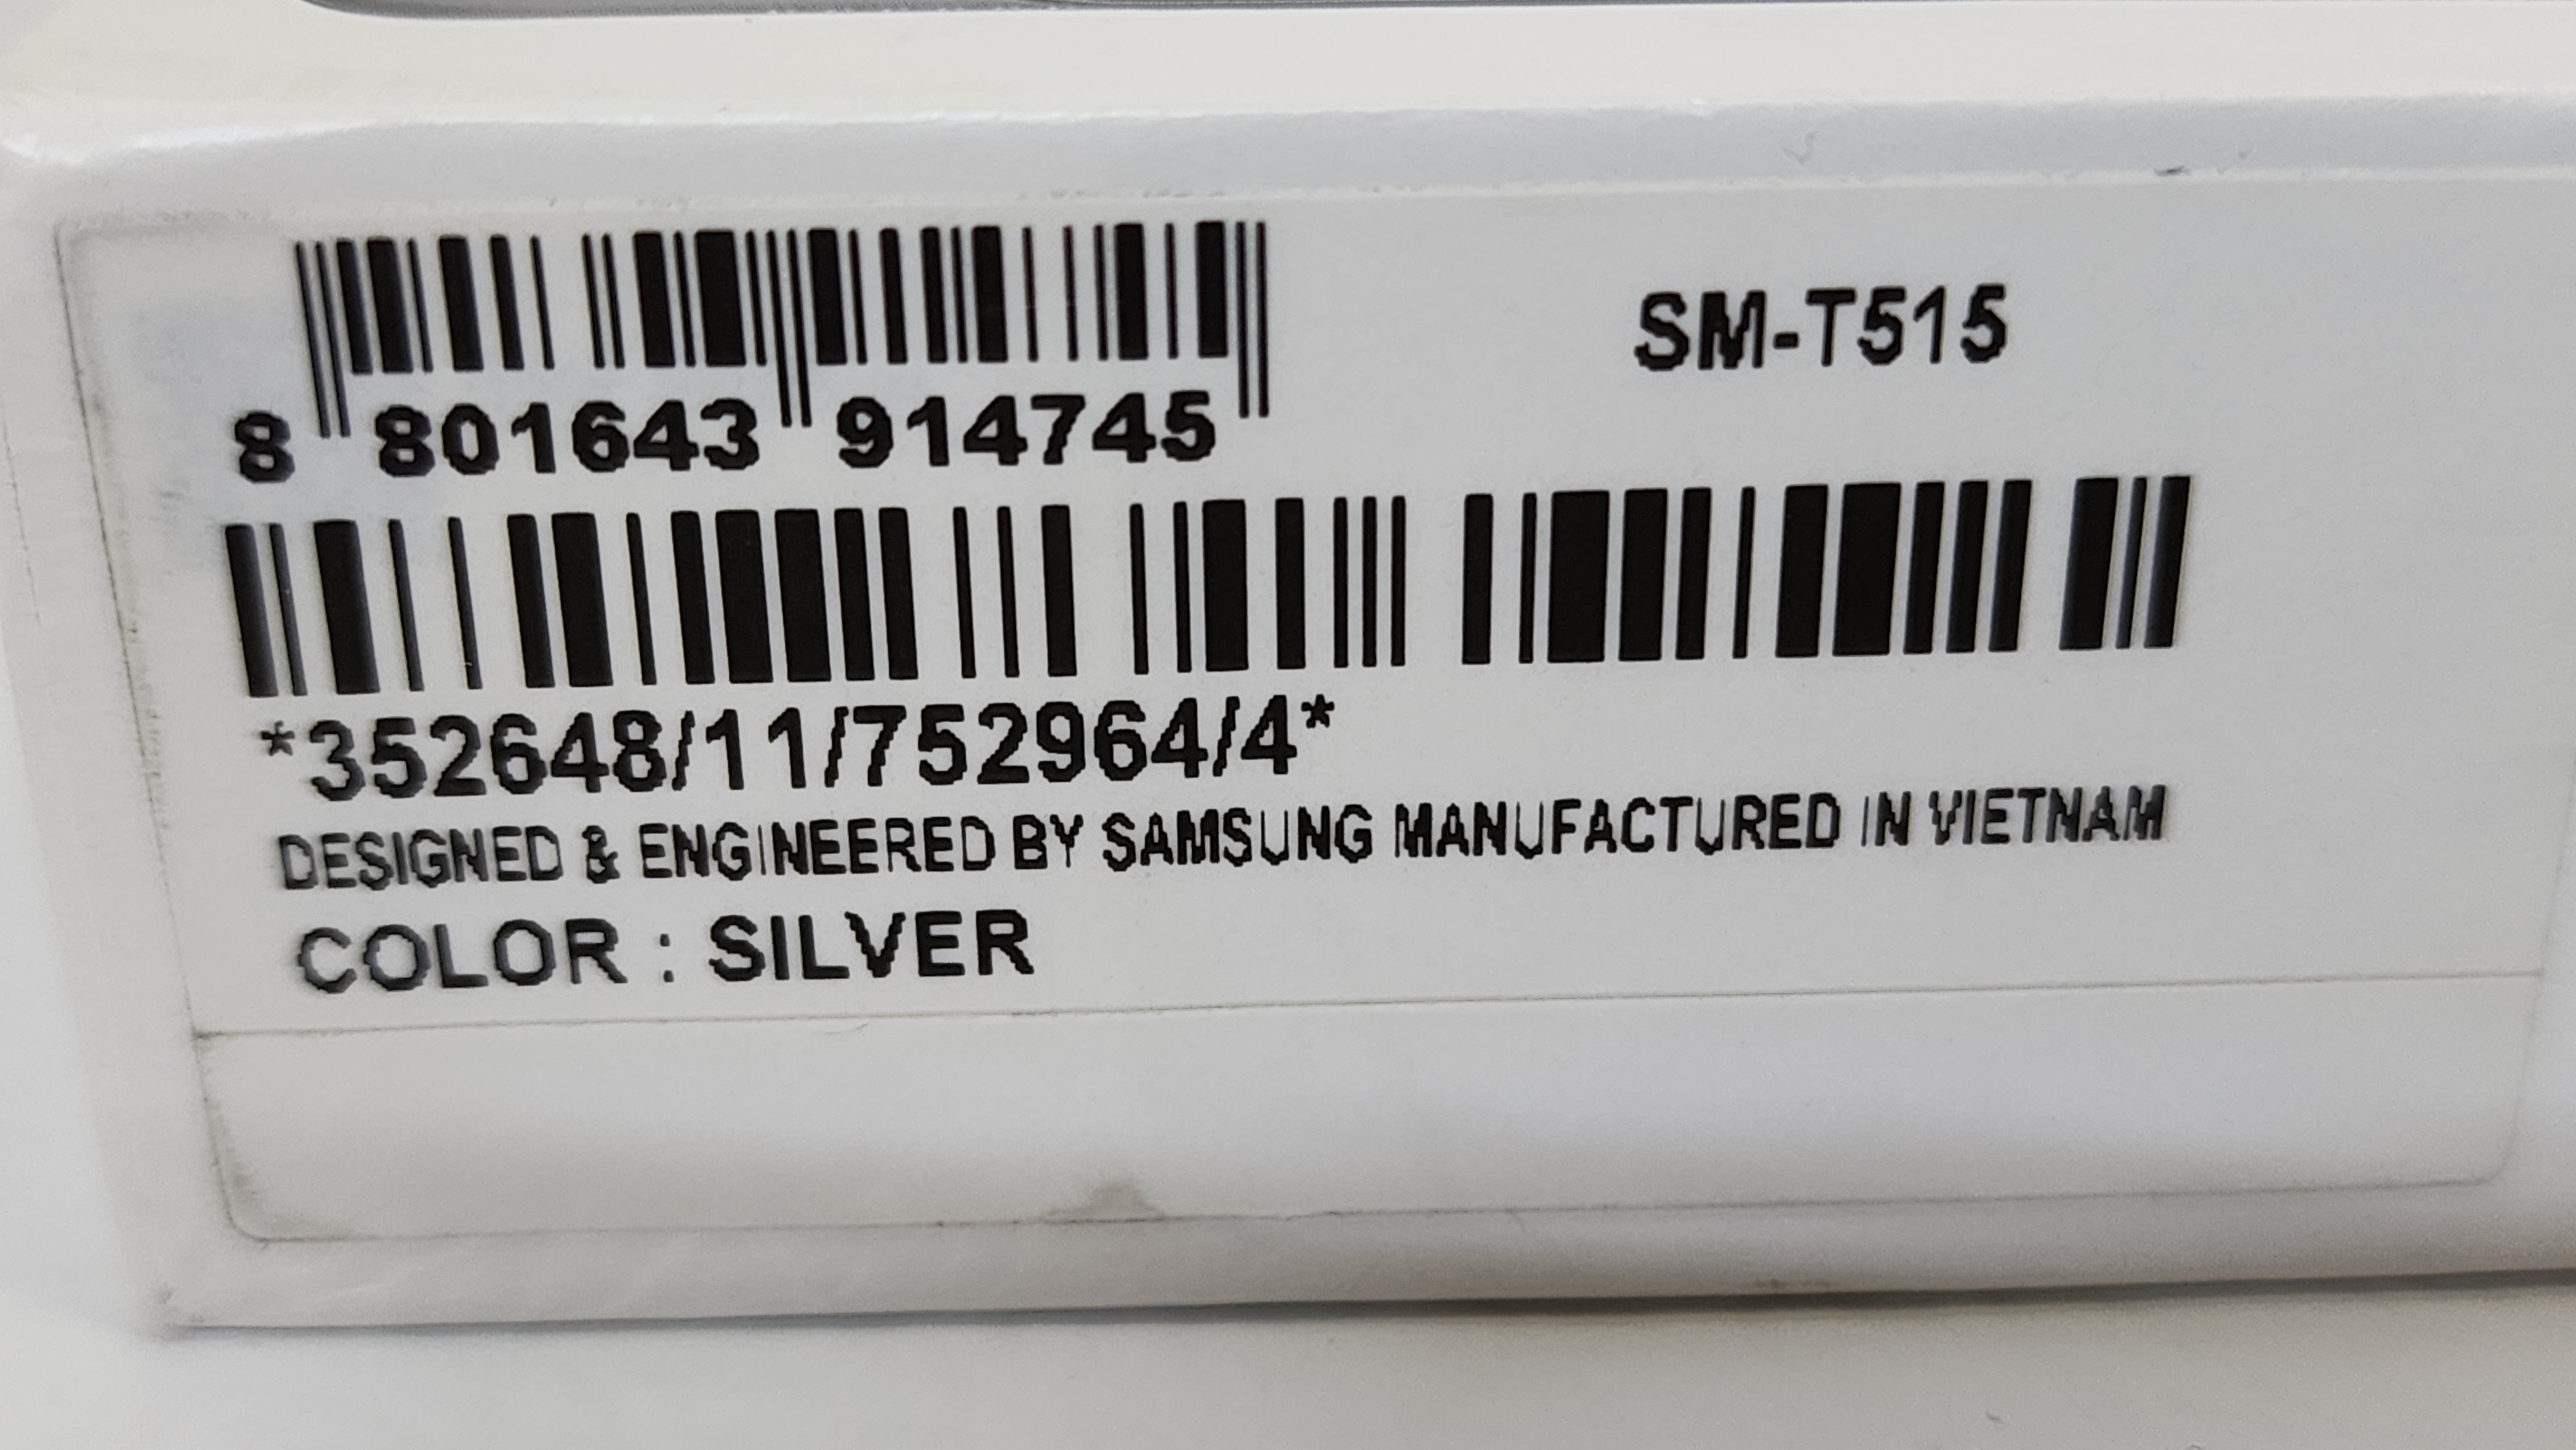 SM-T515
8 801643 914745
*352648/11/752964/4*
DESIGNED & ENGINEERED BY SAMSUNG MANUFACTURED IN VIETNAM
COLOR : SILVER